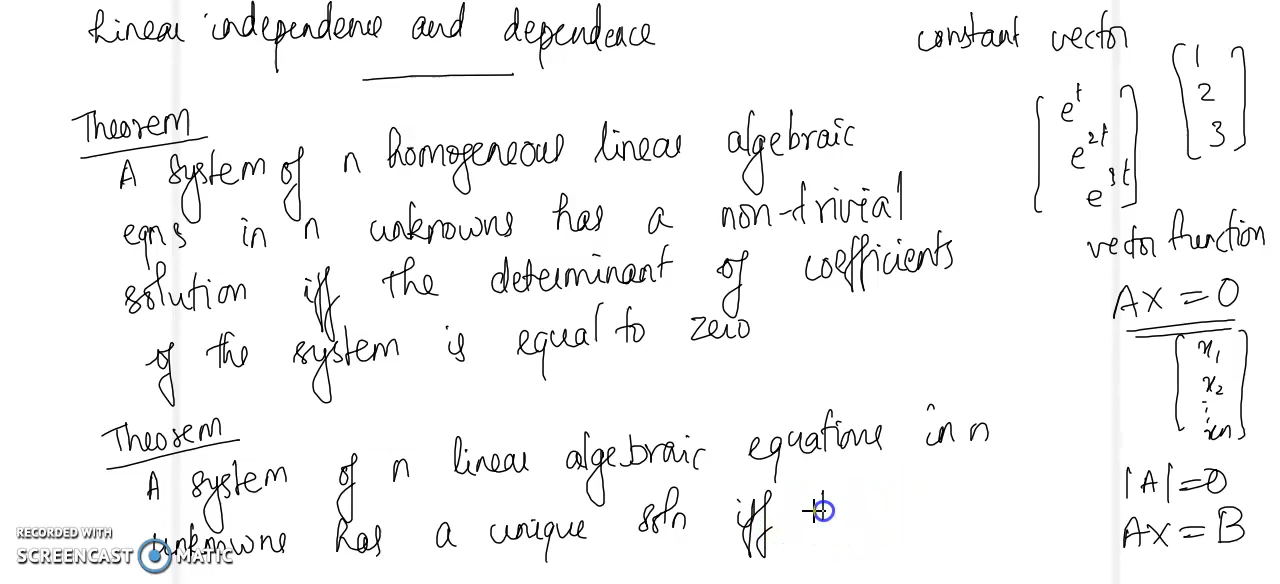 Linear independence and dependence
Theorem
A system of n homogeneous linear algebraic
eqns in n unknowns has a non-trivial
solution iff the determinant of coefficients
of the system is equal to zero
Theorem
A system of n linear algebraic equations in n
unknowns has a unique soln iff
constant vector
1
2
3
e^t
e^2t
e^3t
vector function
AX = 0
x1
x2
⋮
xn
|A| = 0
AX = B
RECORDED WITH
SCREENCAST MATIC